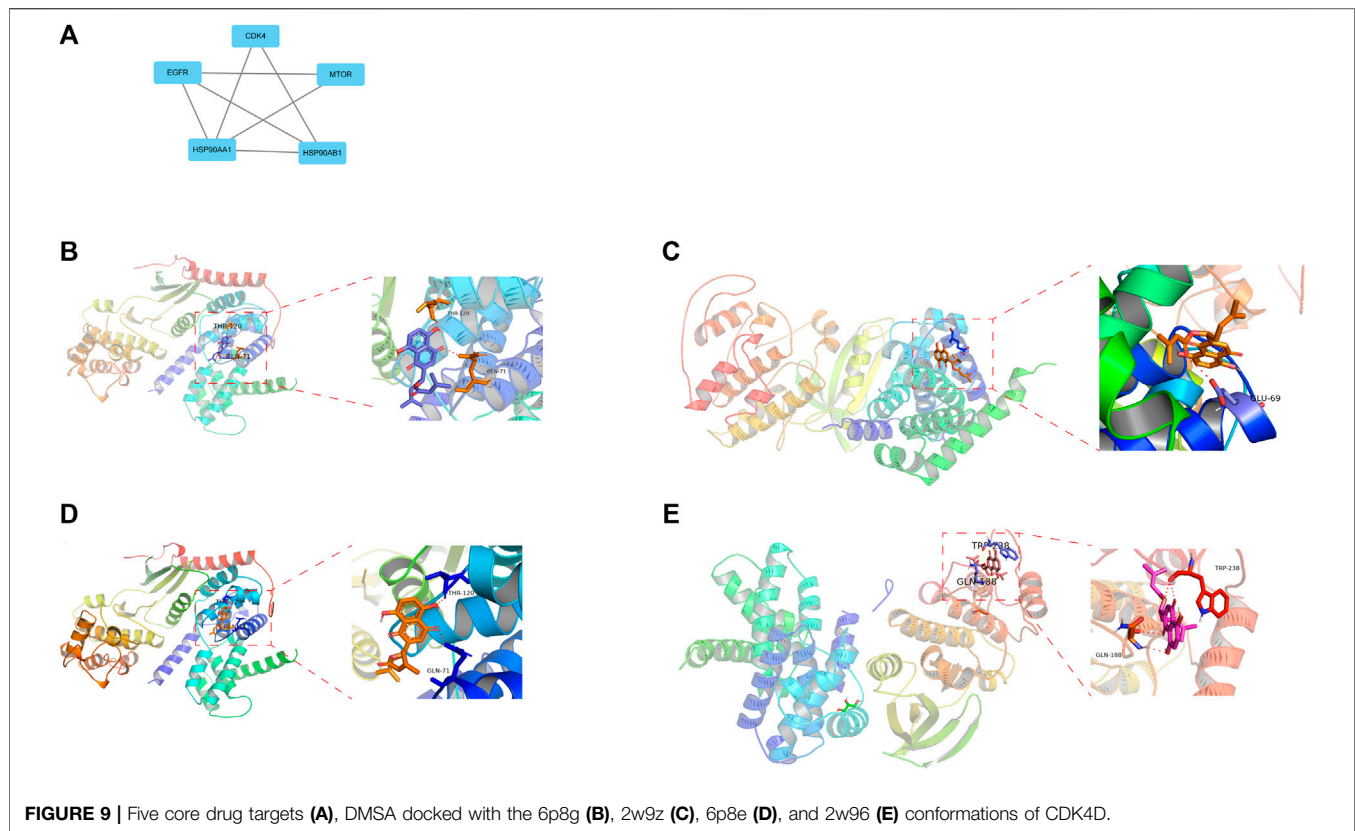 A
CDK4
EGFR
MTOR
HSP90AA1
HSP90AB1
B
THR-120
GLN-71
THR-120
GLN-71
C
GLU-69
D
THR-120
GLN-71
E
TRP-238
GLN-188
TRP-238
GLN-188
FIGURE 9 | Five core drug targets (A), DMSA docked with the 6p8g (B), 2w9z (C), 6p8e (D), and 2w96 (E) conformations of CDK4D.